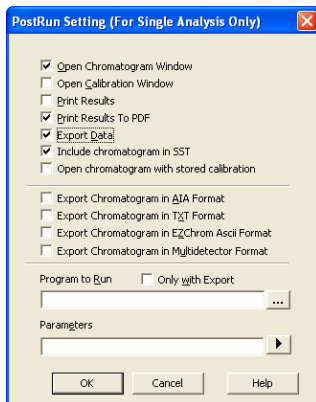 PostRun Setting (For Single Analysis Only)
Open Chromatogram Window
Open Calibration Window
Print Results
Print Results To PDF
Export Data
Include chromatogram in SST
Open chromatogram with stored calibration
Export Chromatogram in AIA Format
Export Chromatogram in TXT Format
Export Chromatogram in EZChrom Ascii Format
Export Chromatogram in Multidetector Format
Program to Run Only with Export
...
Parameters
OK Cancel Help